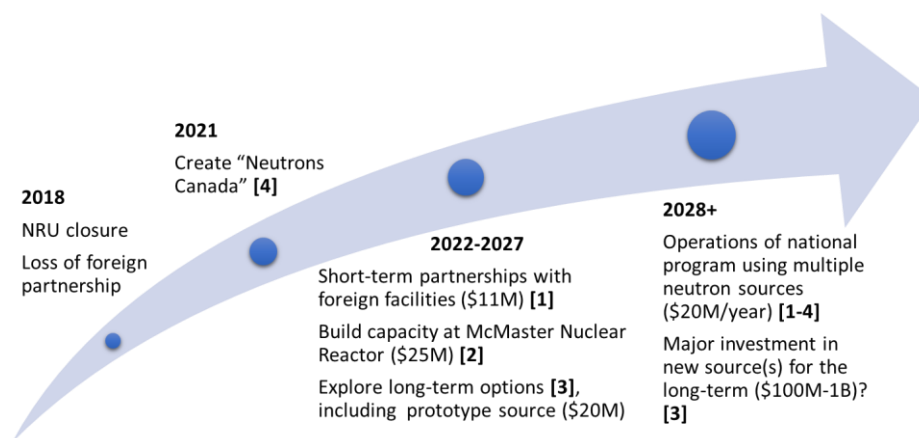 2018
NRU closure
Loss of foreign
partnership
2021
Create “Neutrons
Canada” [4]
2022-2027
Short-term partnerships with
foreign facilities ($11M) [1]
Build capacity at McMaster Nuclear
Reactor ($25M) [2]
Explore long-term options [3],
including prototype source ($20M)
2028+
Operations of national
program using multiple
neutron sources
($20M/year) [1-4]
Major investment in
new source(s) for the
long-term ($100M-1B)?
[3]